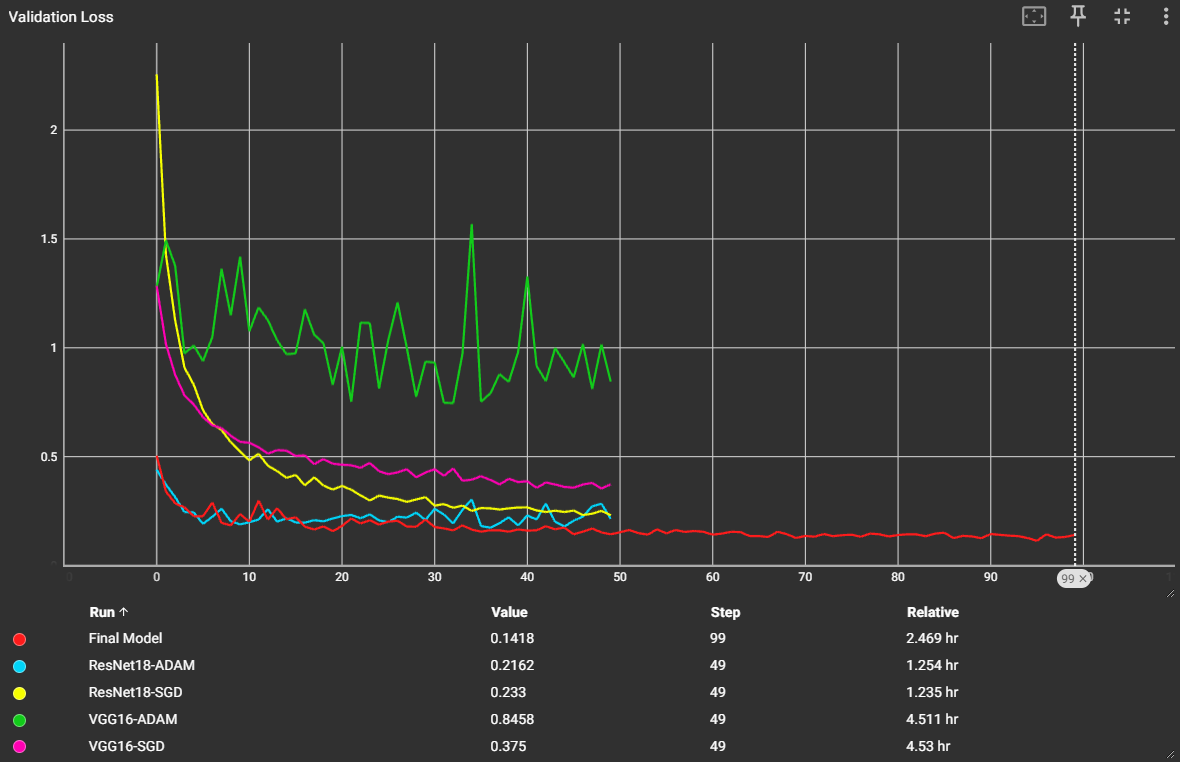 Validation Loss
2
1.5
1
0.5
0 10 20 30 40 50 60 70 80 90
99 ×
Run ↑ Value Step Relative
Final Model 0.1418 99 2.469 hr
ResNet18-ADAM 0.2162 49 1.254 hr
ResNet18-SGD 0.233 49 1.235 hr
VGG16-ADAM 0.8458 49 4.511 hr
VGG16-SGD 0.375 49 4.53 hr